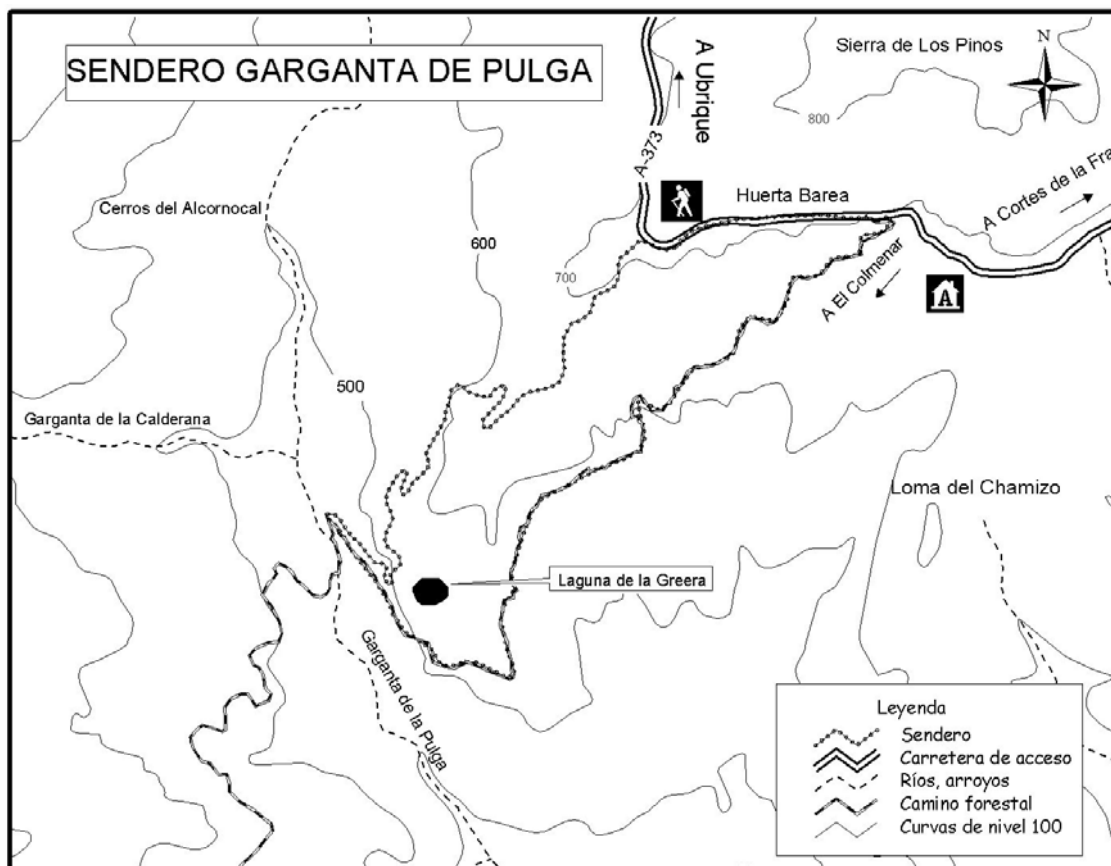 SENDERO GARGANTA DE PULGA
A Ubrique
Sierra de Los Pinos
N
800
A-373
Huerta Barea
A Cortes de la Fra
Cerros del Alcornocal
600
700
A El Colmenar
A
500
Garganta de la Calderana
Loma del Chamizo
Laguna de la Greera
Garganta de la Pulga
Leyenda
Sendero
Carretera de acceso
Ríos, arroyos
Camino forestal
Curvas de nivel 100